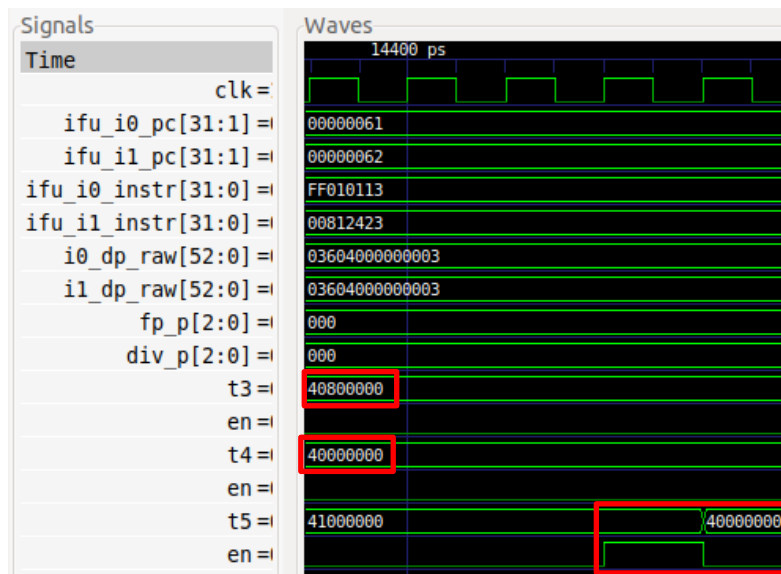 Signals
Waves
Time
14400 ps
clk =
ifu_i0_pc[31:1] =
00000061
ifu_i1_pc[31:1] =
00000062
ifu_i0_instr[31:0] =
FF010113
ifu_i1_instr[31:0] =
00812423
i0_dp_raw[52:0] =
03604000000003
i1_dp_raw[52:0] =
03604000000003
fp_p[2:0] =
000
div_p[2:0] =
000
t3 =
40800000
en =
t4 =
40000000
en =
t5 =
41000000
40000000
en =